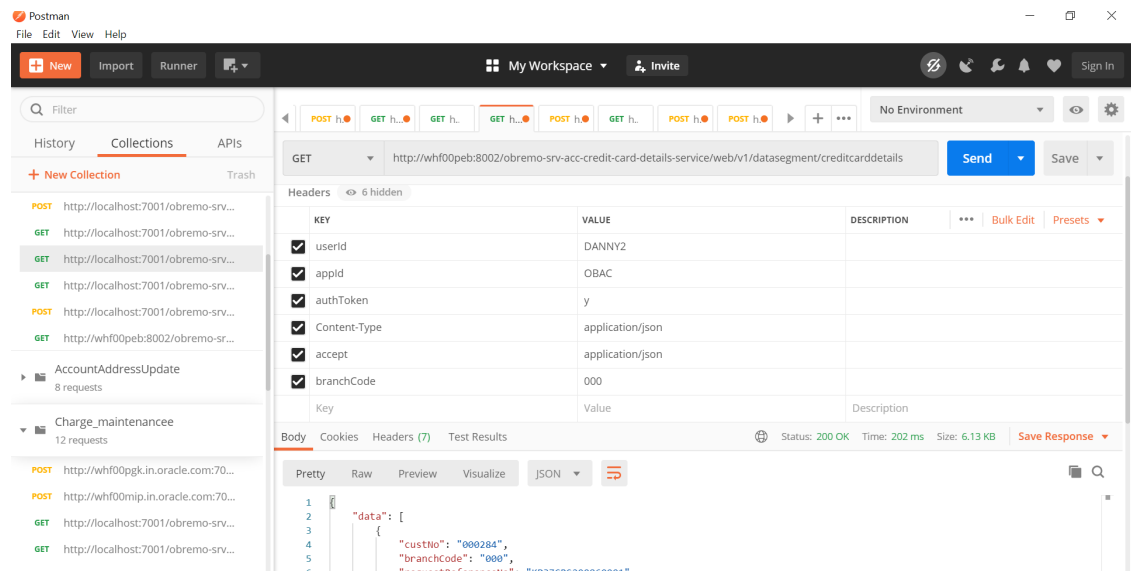 Postman
File Edit View Help
New Import Runner My Workspace Invite Sign In
Filter
History Collections APIs
New Collection Trash
POST http://localhost:7001/obremo-srv...
GET http://localhost:7001/obremo-srv...
GET http://localhost:7001/obremo-srv...
GET http://localhost:7001/obremo-srv...
POST http://localhost:7001/obremo-srv...
GET http://whf00peb:8002/obremo-sr...
AccountAddressUpdate
8 requests
Charge_maintenancee
12 requests
POST http://whf00pgk.in.oracle.com:70...
POST http://whf00mip.in.oracle.com:70...
GET http://localhost:7001/obremo-srv...
GET http://localhost:7001/obremo-srv...
POST h. GET h... GET h.. GET h... POST h. GET h.. POST h. POST h. + ••• No Environment
GET http://whf00peb:8002/obremo-srv-acc-credit-card-details-service/web/v1/datasegment/creditcarddetails Send Save
Headers 6 hidden
KEY VALUE DESCRIPTION ••• Bulk Edit Presets
userId DANNY2
appId OBAC
authToken y
Content-Type application/json
accept application/json
branchCode 000
Key Value Description
Body Cookies Headers (7) Test Results Status: 200 OK Time: 202 ms Size: 6.13 KB Save Response
Pretty Raw Preview Visualize JSON
1 {
2 "data": [
3 {
4 "custNo": "000284",
5 "branchCode": "000",